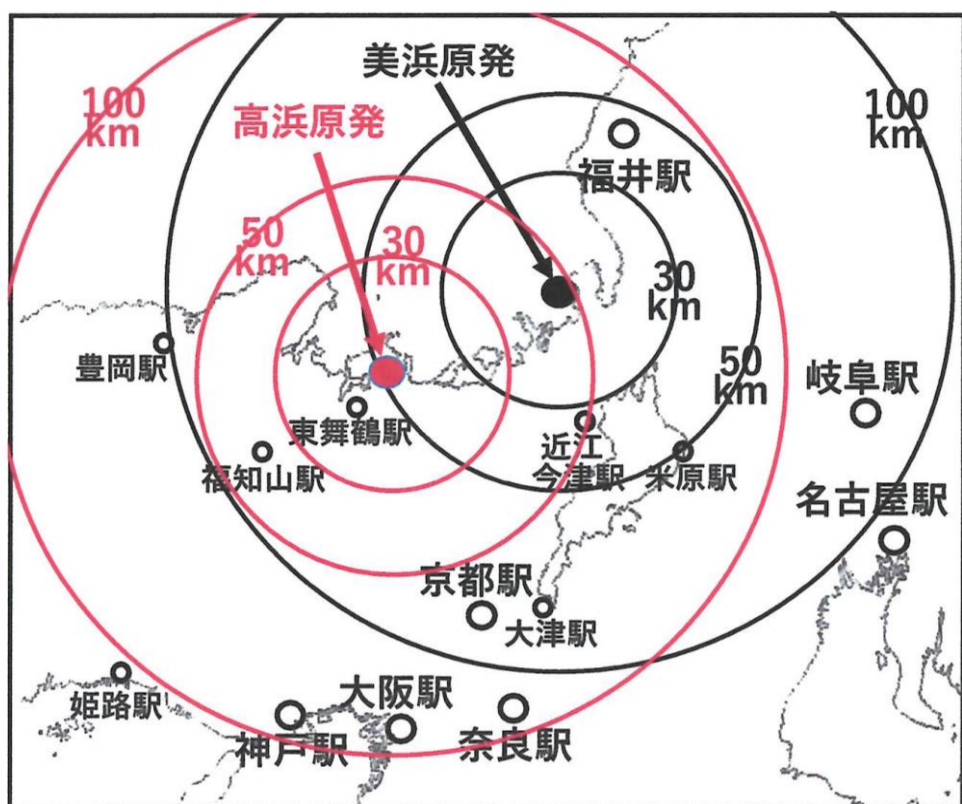 美浜原発
高浜原発
100
km
100
km
福井駅
50
km
30
km
30
km
豊岡駅
50
km
岐阜駅
東舞鶴駅
近江
今津駅
米原駅
福知山駅
名古屋駅
京都駅
大津駅
姫路駅
大阪駅
神戸駅
奈良駅